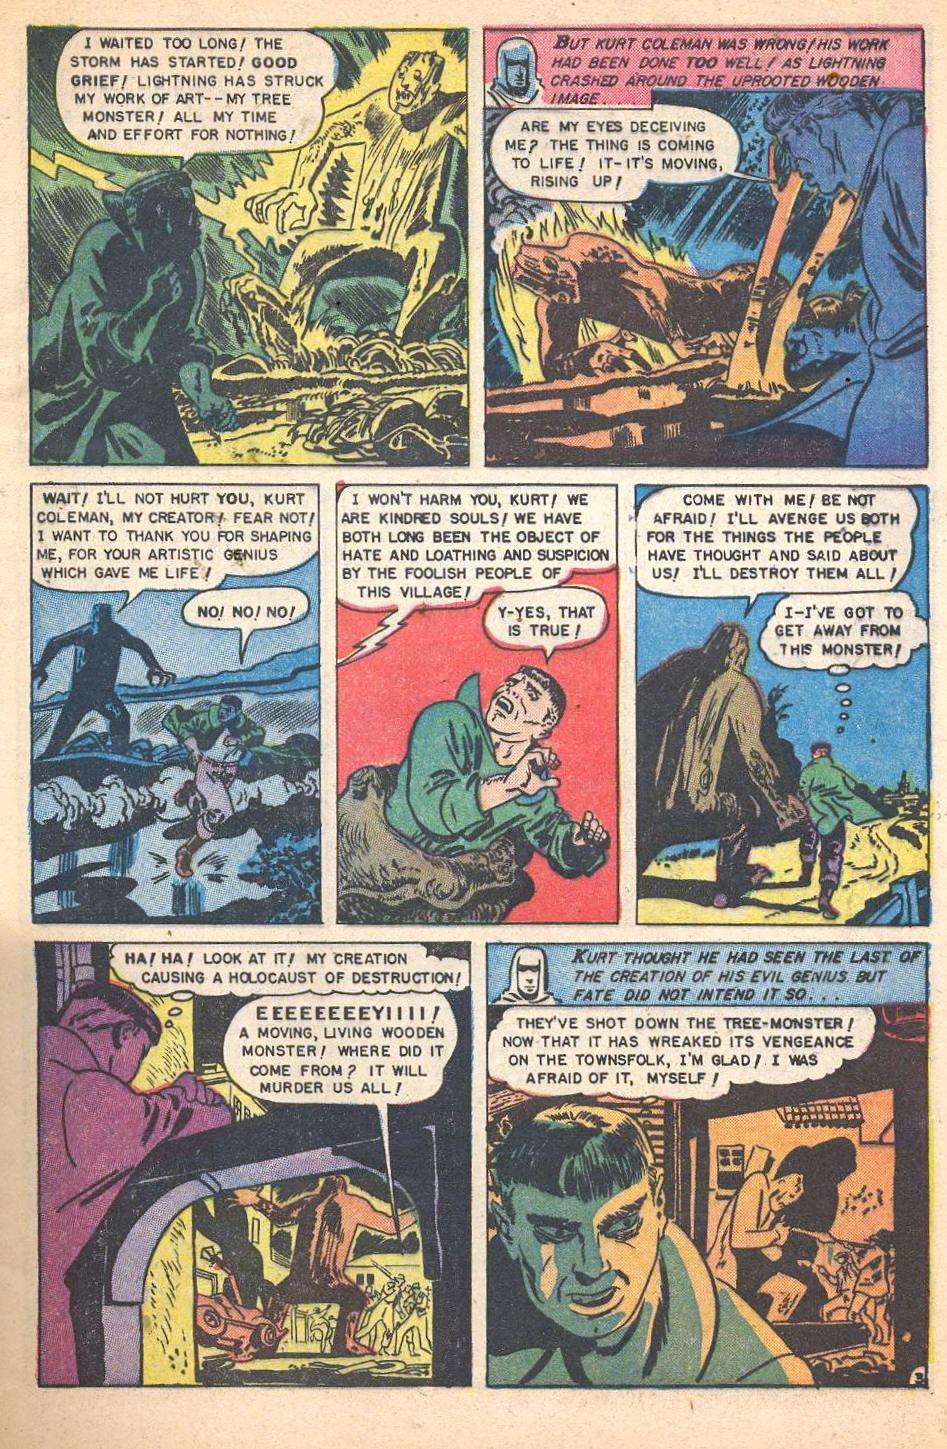 I WAITED TOO LONG! THE
STORM HAS STARTED! GOOD
GRIEF! LIGHTNING HAS STRUCK
MY WORK OF ART--MY TREE
MONSTER! ALL MY TIME
AND EFFORT FOR NOTHING!
BUT KURT COLEMAN WAS WRONG! HIS WORK
HAD BEEN DONE TOO WELL! AS LIGHTNING
CRASHED AROUND THE UPROOTED WOODEN
IMAGE.....
ARE MY EYES DECEIVING
ME? THE THING IS COMING
TO LIFE! IT-IT'S MOVING,
RISING UP!
WAIT! I'LL NOT HURT YOU, KURT
COLEMAN, MY CREATOR! FEAR NOT!
I WANT TO THANK YOU FOR SHAPING
ME, FOR YOUR ARTISTIC GENIUS
WHICH GAVE ME LIFE!
NO! NO! NO!
I WON'T HARM YOU, KURT! WE
ARE KINDRED SOULS! WE HAVE
BOTH LONG BEEN THE OBJECT OF
HATE AND LOATHING AND SUSPICION
BY THE FOOLISH PEOPLE OF
THIS VILLAGE!
Y-YES, THAT
IS TRUE!
COME WITH ME! BE NOT
AFRAID! I'LL AVENGE US BOTH
FOR THE THINGS THE PEOPLE
HAVE THOUGHT AND SAID ABOUT
US! I'LL DESTROY THEM ALL!
I--I'VE GOT TO
GET AWAY FROM
THIS MONSTER!
HA! HA! LOOK AT IT! MY CREATION
CAUSING A HOLOCAUST OF DESTRUCTION!
EEEEEEEEYIIII!
A MOVING, LIVING WOODEN
MONSTER! WHERE DID IT
COME FROM? IT WILL
MURDER US ALL!
KURT THOUGHT HE HAD SEEN THE LAST OF
THE CREATION OF HIS EVIL GENIUS. BUT
FATE DID NOT INTEND IT SO....
THEY'VE SHOT DOWN THE TREE-MONSTER!
NOW THAT IT HAS WREAKED ITS VENGEANCE
ON THE TOWNSFOLK, I'M GLAD! I WAS
AFRAID OF IT, MYSELF!
3